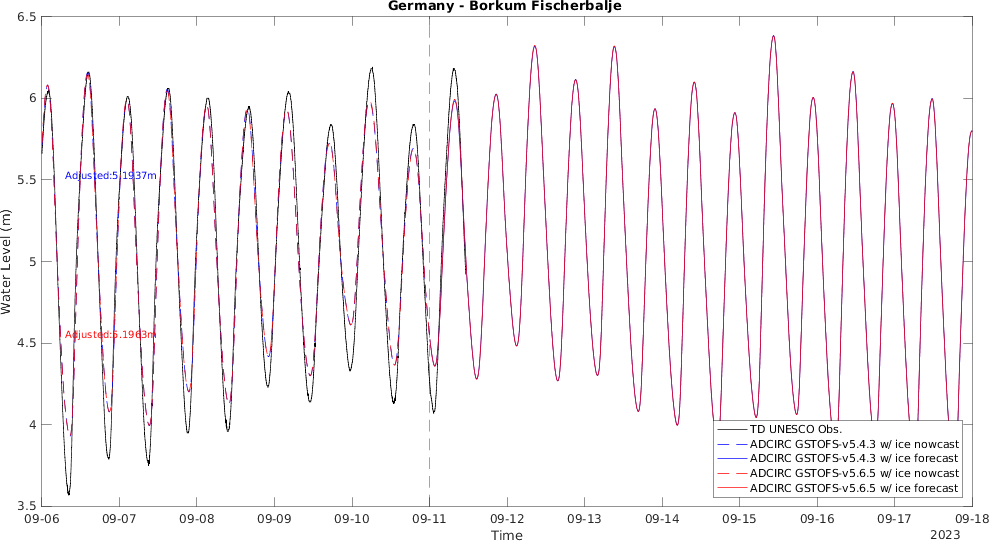 Germany - Borkum Fischerbalje
Water Level (m)
6.5
6
5.5
5
4.5
4
3.5
Adjusted:5.1937m
Adjusted:5.1963m
TD UNESCO Obs.
ADCIRC GSTOFS-v5.4.3 w/ ice nowcast
ADCIRC GSTOFS-v5.4.3 w/ ice forecast
ADCIRC GSTOFS-v5.6.5 w/ ice nowcast
ADCIRC GSTOFS-v5.6.5 w/ ice forecast
09-06 09-07 09-08 09-09 09-10 09-11 09-12 09-13 09-14 09-15 09-16 09-17 09-18
Time
2023